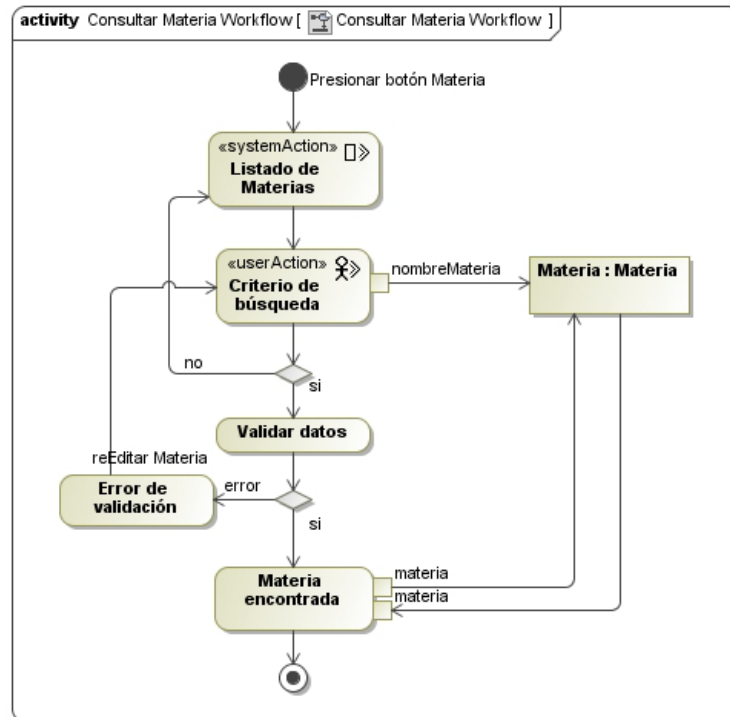 activity Consultar Materia Workflow [ Consultar Materia Workflow ]
Presionar botón Materia
«systemAction»
Listado de
Materias
«userAction»
Criterio de
búsqueda
nombreMateria
Materia : Materia
no
si
Validar datos
reEditar Materia
Error de
validación
error
si
Materia
encontrada
materia
materia